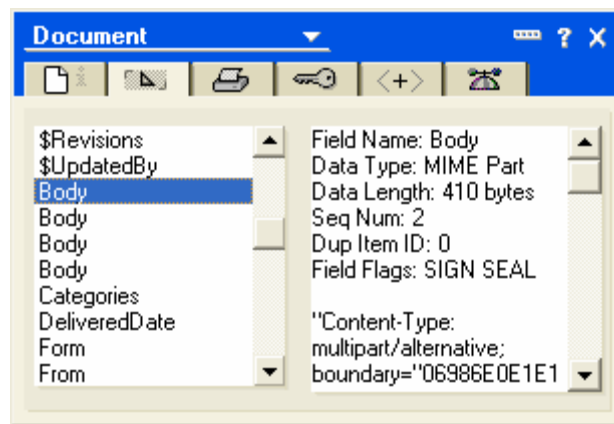 Document
? X
<+>
$Revisions
$UpdatedBy
Body
Body
Body
Body
Categories
DeliveredDate
Form
From
Field Name: Body
Data Type: MIME Part
Data Length: 410 bytes
Seq Num: 2
Dup Item ID: 0
Field Flags: SIGN SEAL
"Content-Type:
multipart/alternative;
boundary="06986E0E1E1